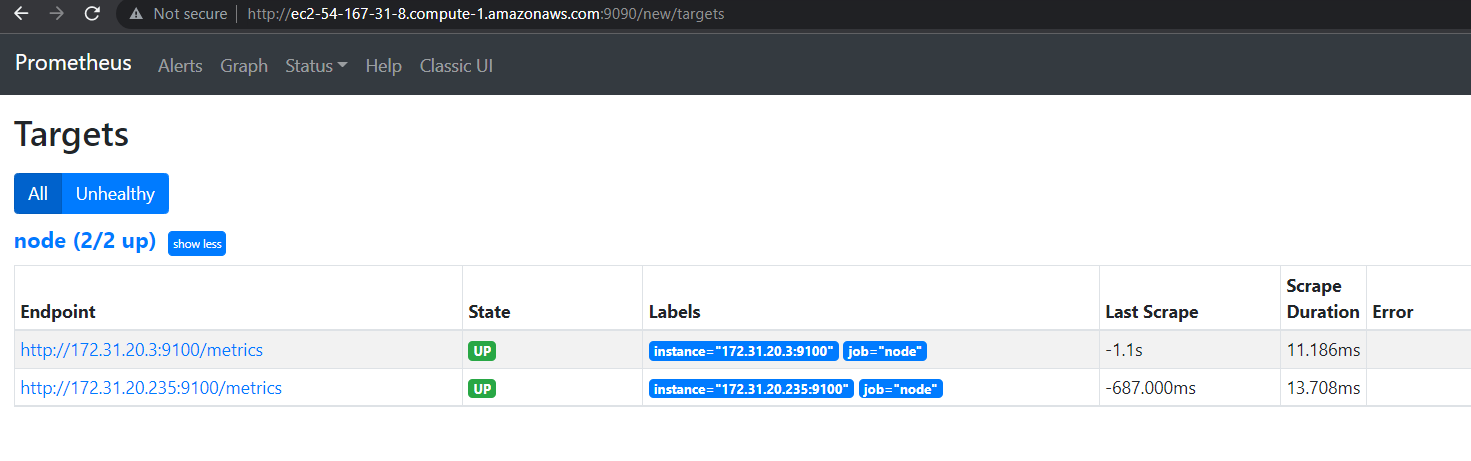 Not secure | http://ec2-54-167-31-8.compute-1.amazonaws.com:9090/new/targets
Prometheus Alerts Graph Status Help Classic UI
Targets
All Unhealthy
node (2/2 up) show less
Endpoint State Labels Last Scrape Scrape Duration Error
http://172.31.20.3:9100/metrics UP instance="172.31.20.3:9100" job="node" -1.1s 11.186ms
http://172.31.20.235:9100/metrics UP instance="172.31.20.235:9100" job="node" -687.000ms 13.708ms